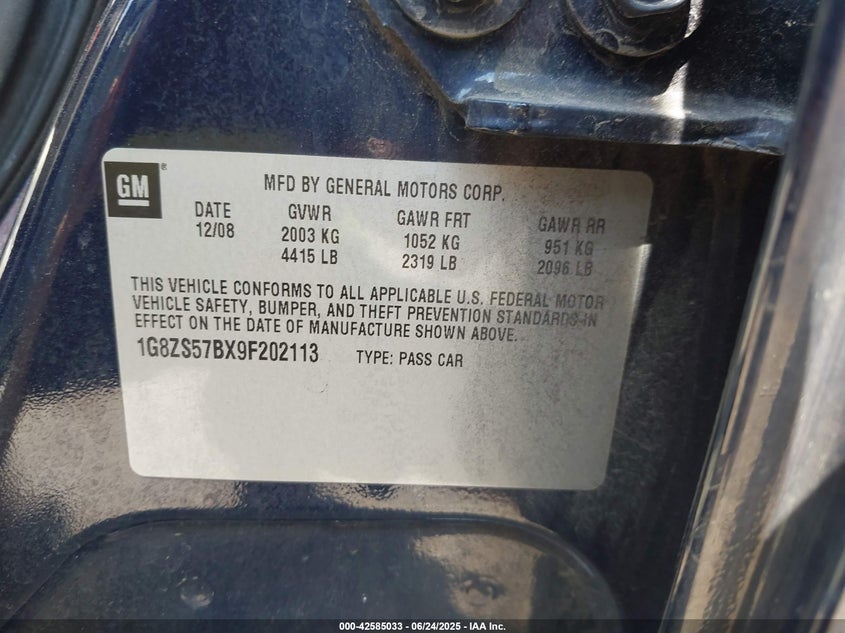 GM ®
MFD BY GENERAL MOTORS CORP.
DATE GVWR GAWR FRT GAWR RR
12/08 2003 KG 1052 KG 951 KG
4415 LB 2319 LB 2096 LB
THIS VEHICLE CONFORMS TO ALL APPLICABLE U.S. FEDERAL MOTOR
VEHICLE SAFETY, BUMPER, AND THEFT PREVENTION STANDARDS IN
EFFECT ON THE DATE OF MANUFACTURE SHOWN ABOVE.
1G8ZS57BX9F202113 TYPE: PASS CAR
000-42585033 - 06/24/2025 - IAA Inc.